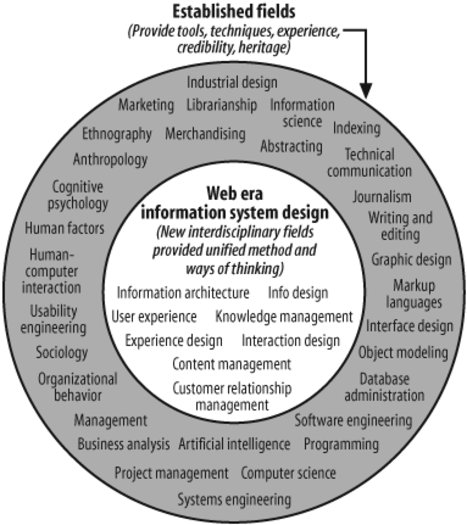 Established fields
(Provide tools, techniques, experience,
credibility, heritage)
Industrial design
Marketing
Librarianship
Information
science
Indexing
Ethnography
Merchandising
Abstracting
Anthropology
Technical
communication
Cognitive
psychology
Journalism
Human factors
Writing and
editing
Human-
computer
interaction
Graphic design
Usability
engineering
Markup
languages
Interface design
Sociology
Object modeling
Organizational
behavior
Database
administration
Management
Software engineering
Business analysis
Artificial intelligence
Programming
Project management
Computer science
Systems engineering
Web era
information system design
(New interdisciplinary fields
provided unified method and
ways of thinking)
Information architecture
Info design
User experience
Knowledge management
Experience design
Interaction design
Content management
Customer relationship
management